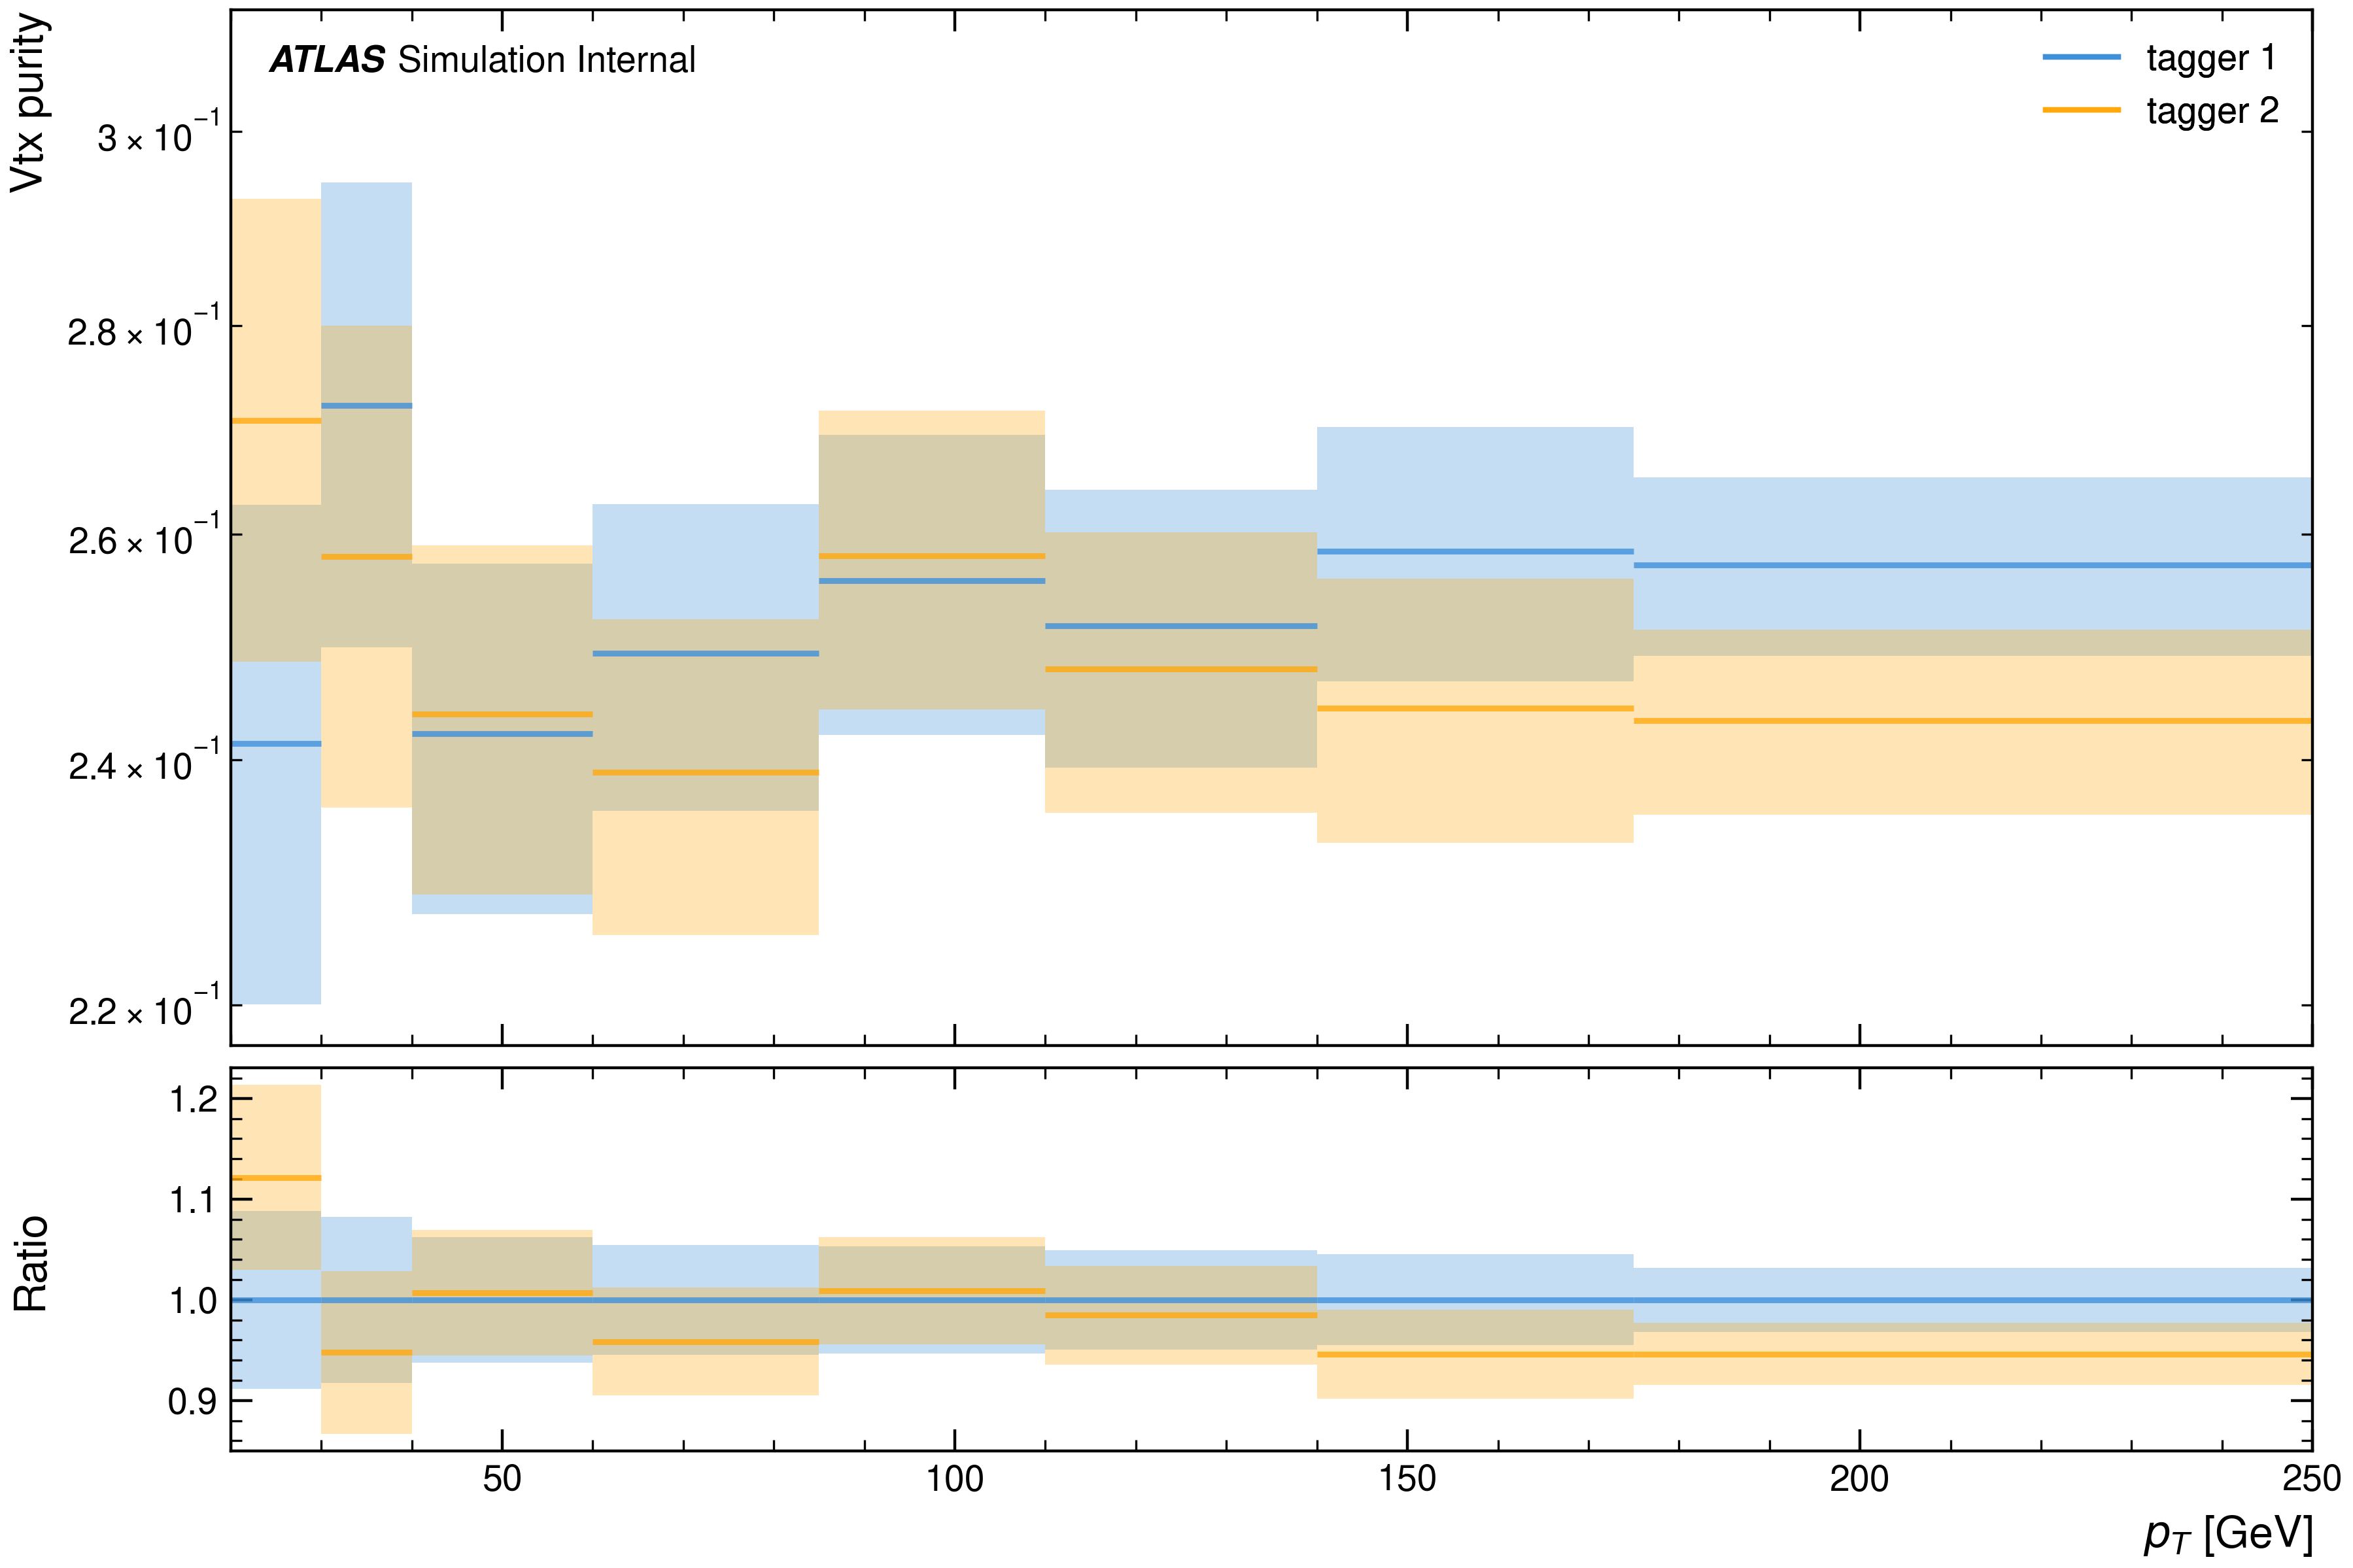 Vtx purity
ATLAS Simulation Internal
tagger 1
tagger 2
3 × 10⁻¹
2.8 × 10⁻¹
2.6 × 10⁻¹
2.4 × 10⁻¹
2.2 × 10⁻¹
Ratio
1.2
1.1
1.0
0.9
50 100 150 200 250
p_T [GeV]